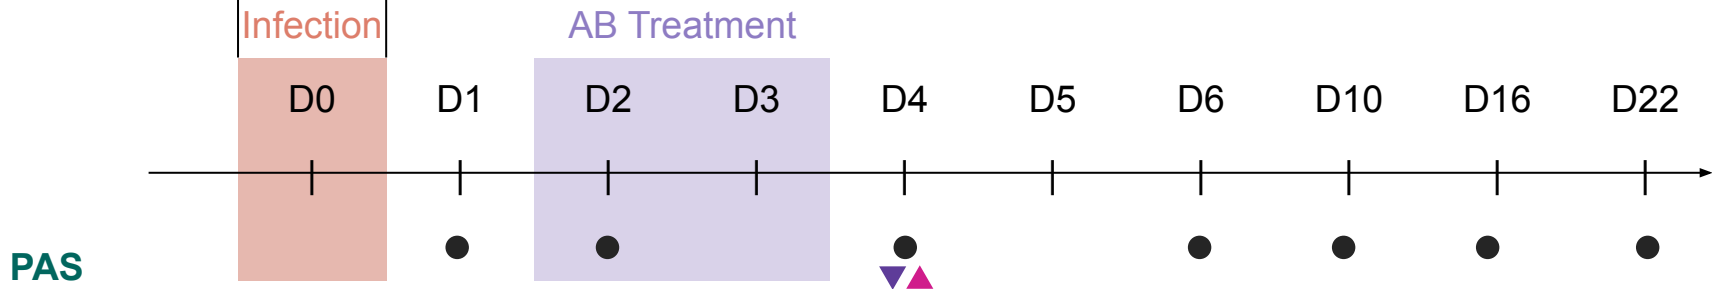 Infection AB Treatment
D0 D1 D2 D3 D4 D5 D6 D10 D16 D22
PAS